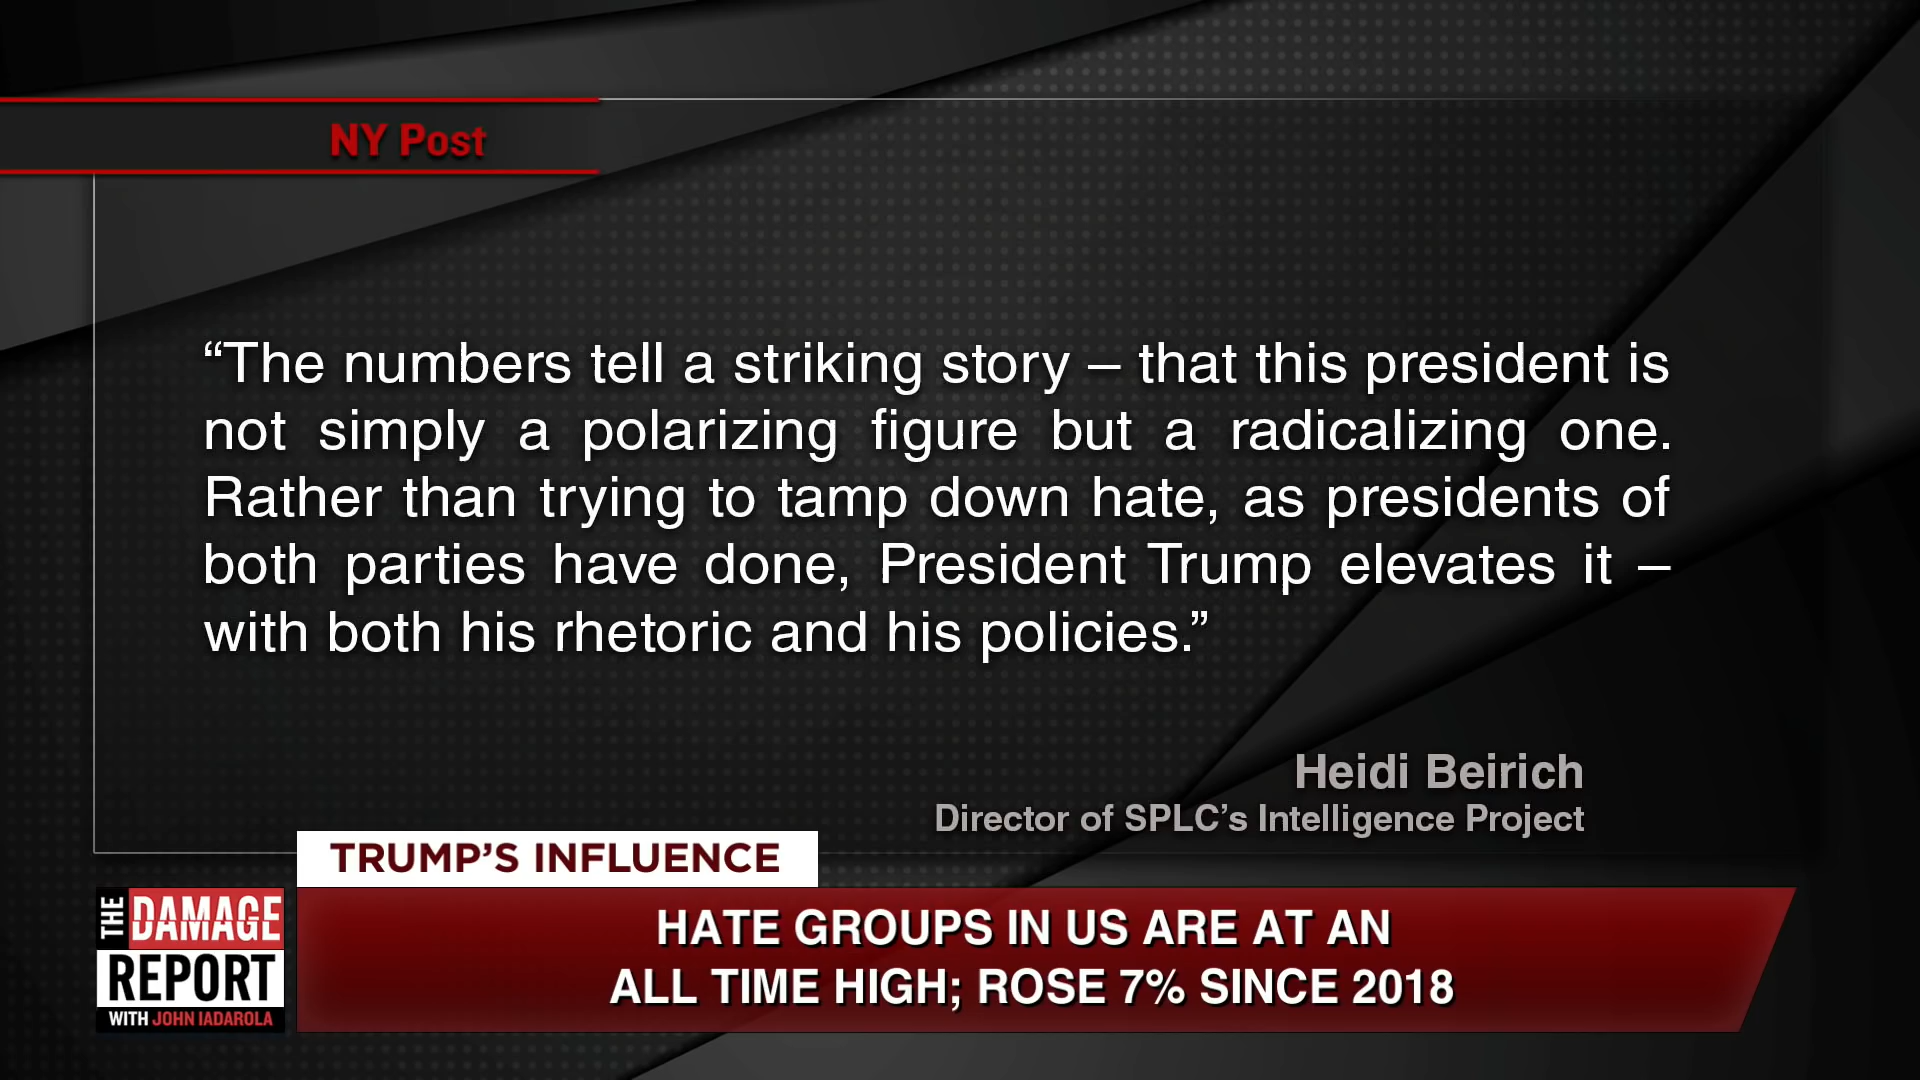 NY Post
“The numbers tell a striking story – that this president is
not simply a polarizing figure but a radicalizing one.
Rather than trying to tamp down hate, as presidents of
both parties have done, President Trump elevates it –
with both his rhetoric and his policies.”
Heidi Beirich
Director of SPLC’s Intelligence Project
TRUMP’S INFLUENCE
HATE GROUPS IN US ARE AT AN
ALL TIME HIGH; ROSE 7% SINCE 2018
THE DAMAGE
REPORT
WITH JOHN IADAROLA